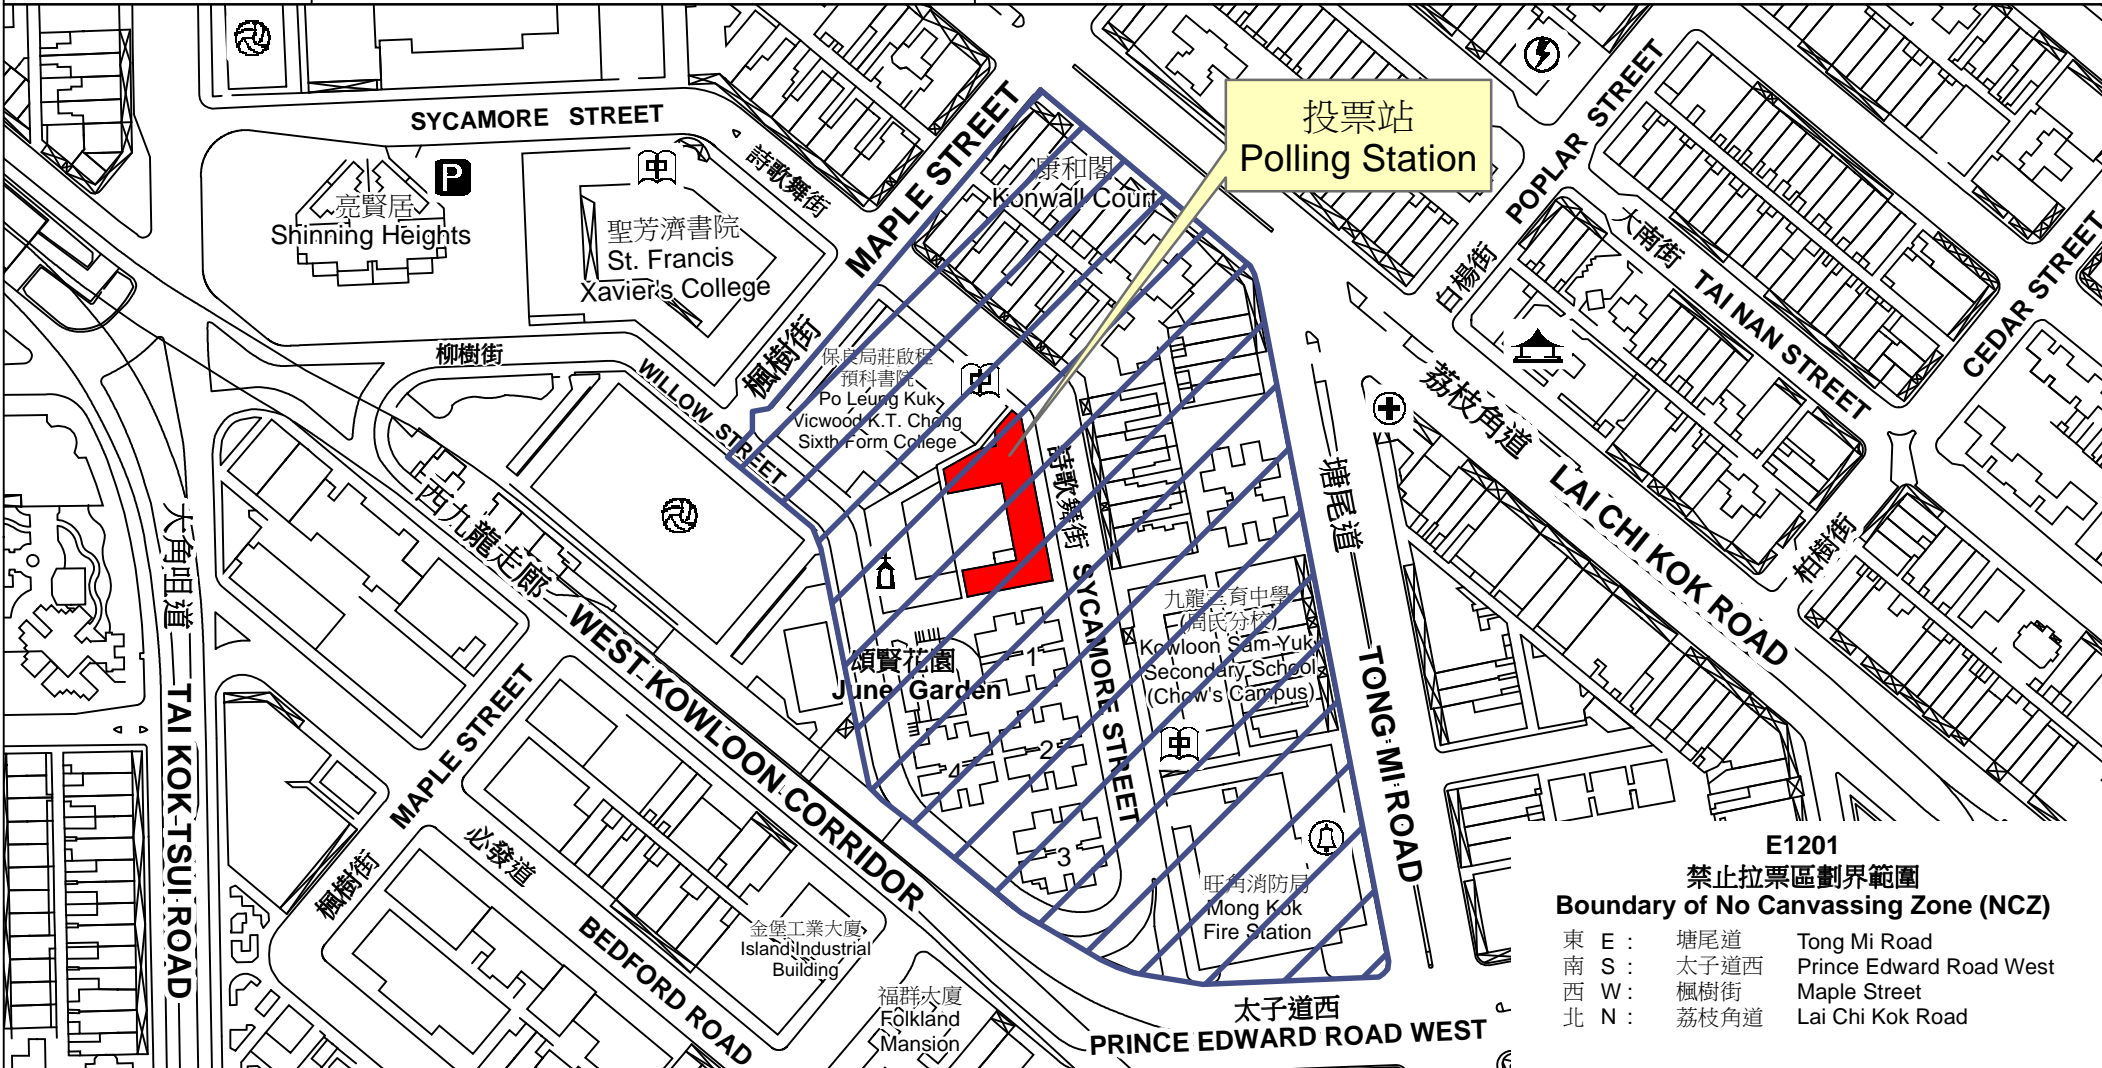 SYCAMORE STREET
詩歌舞街
MAPLE STREET
楓樹街
投票站
Polling Station
POPLAR STREET
白楊街
大南街 TAI NAN STREET
CEDAR STREET
康和閣
Konwall Court
亮賢居
Shinning Heights
P
中
聖芳濟書院
St. Francis
Xavier's College
柳樹街
WILLOW STREET
保良局莊啟程
預科書院
Po Leung Kuk
Vicwood K.T. Chong
Sixth Form College
中
荔枝角道 LAI CHI KOK ROAD
柏樹街
塘尾道
TONG MI ROAD
詩歌舞街 SYCAMORE STREET
大角咀道
TAI KOK TSUI ROAD
西九龍走廊
WEST KOWLOON CORRIDOR
九龍三育中學
(周氏分校)
Kowloon Sam-Yuk
Secondary School
(Chow's Campus)
中
頌賢花園
June Garden
1
2
3
4
MAPLE STREET
楓樹街
必發道
BEDFORD ROAD
金堡工業大廈
Island Industrial
Building
福群大廈
Folkland
Mansion
旺角消防局
Mong Kok
Fire Station
太子道西
PRINCE EDWARD ROAD WEST
E1201
禁止拉票區劃界範圍
Boundary of No Canvassing Zone (NCZ)
東 E : 塘尾道 Tong Mi Road
南 S : 太子道西 Prince Edward Road West
西 W : 楓樹街 Maple Street
北 N : 荔枝角道 Lai Chi Kok Road